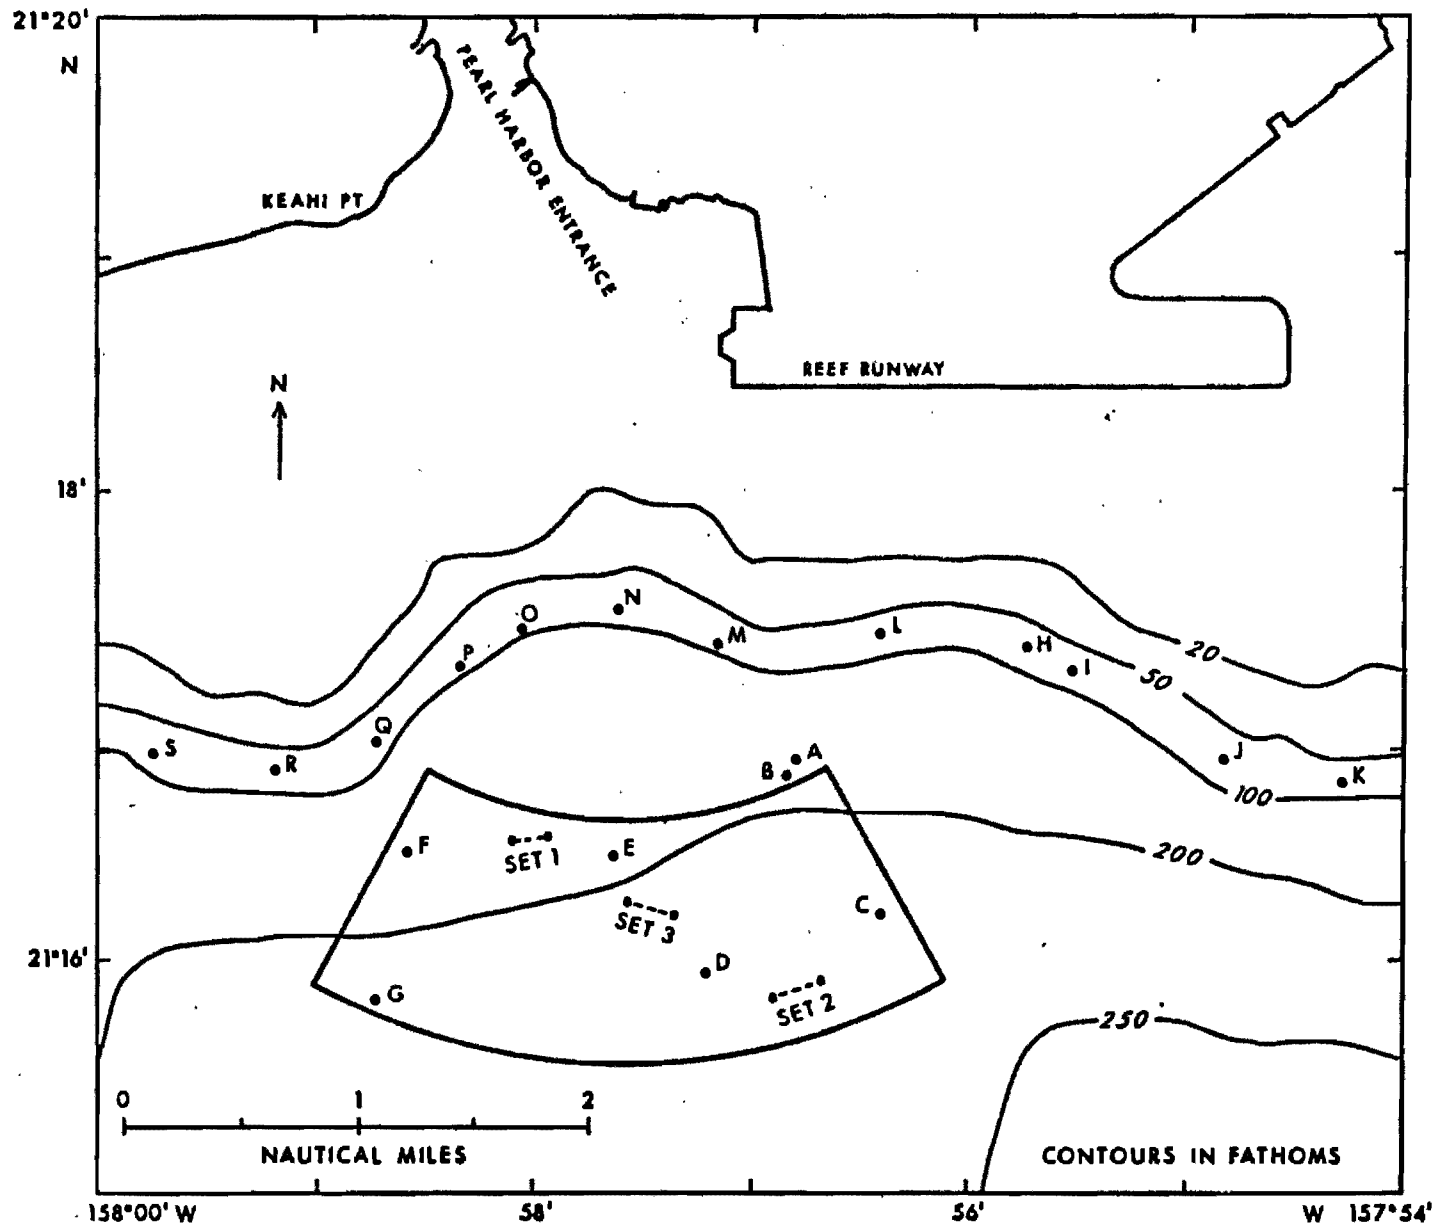 21°20'
N
PEARL HARBOR ENTRANCE
KEAHI PT
REEF RUNWAY
N
18'
N
O
M
L
P
H
20
I
50
Q
S
R
A
B
J
K
100
F
SET 1
E
200
C
SET 3
21°16'
D
G
SET 2
250
0 1 2
NAUTICAL MILES
CONTOURS IN FATHOMS
158°00' W 58' 56' W 157°54'